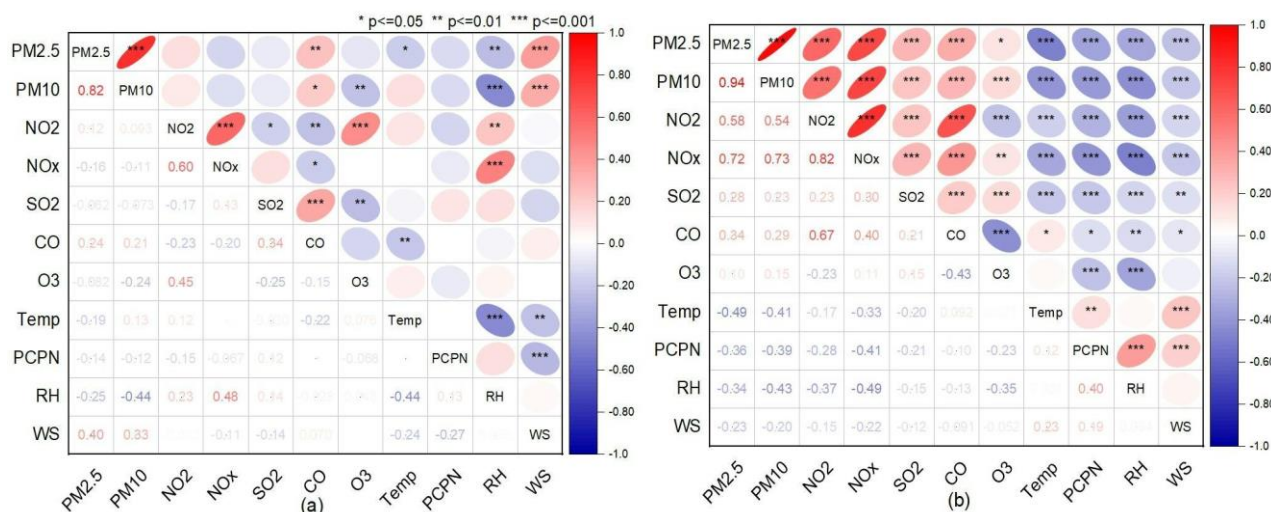 * p<=0.05 ** p<=0.01 *** p<=0.001
PM2.5 PM2.5 *** ** * ** ***
PM10 0.82 PM10 * ** *** ***
NO2 0.093 NO2 *** * ** *** **
NOx -0.16 -0.11 0.60 NOx * ***
SO2 -0.17 SO2 *** **
CO 0.24 0.21 -0.23 -0.20 0.34 CO **
O3 -0.24 0.45 -0.25 -0.15 O3
Temp -0.19 0.13 0.12 -0.22 Temp *** **
PCPN -0.14 -0.12 -0.15 PCPN ***
RH -0.25 -0.44 0.23 0.48 -0.44 RH
WS 0.40 0.33 -0.11 -0.14 -0.24 -0.27 WS
PM2.5 PM10 NO2 NOx SO2 CO O3 Temp PCPN RH WS
(a)
1.0
0.80
0.60
0.40
0.20
0.0
-0.20
-0.40
-0.60
-0.80
-1.0
PM2.5 PM2.5 *** *** *** *** *** * *** *** *** ***
PM10 0.94 PM10 *** *** *** *** *** *** *** *** ***
NO2 0.58 0.54 NO2 *** *** *** *** *** *** *** ***
NOx 0.72 0.73 0.82 NOx *** *** ** *** *** *** ***
SO2 0.28 0.23 0.23 SO2 *** *** *** *** *** **
CO 0.34 0.29 0.67 0.40 0.21 CO *** * * ** *
O3 0.15 -0.23 0.11 -0.43 O3 *** ***
Temp -0.49 -0.41 -0.17 -0.33 -0.20 0.092 Temp ** ***
PCPN -0.36 -0.39 -0.28 -0.41 -0.21 -0.10 -0.23 PCPN *** ***
RH -0.34 -0.43 -0.37 -0.49 -0.15 -0.13 -0.35 0.40 RH
WS -0.23 -0.20 -0.15 -0.22 -0.12 -0.091 0.23 WS
PM2.5 PM10 NO2 NOx SO2 CO O3 Temp PCPN RH WS
(b)
1.0
0.80
0.60
0.40
0.20
0.0
-0.20
-0.40
-0.60
-0.80
-1.0